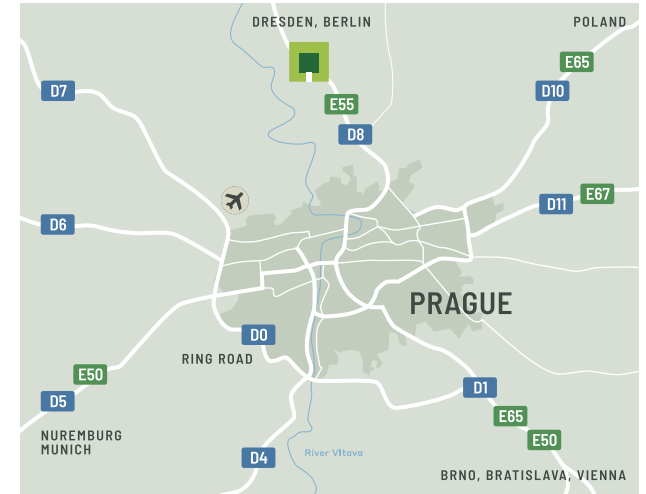 DRESDEN, BERLIN
POLAND
E65
D7
D10
E55
D8
E67
D11
D6
PRAGUE
D0
RING ROAD
E50
D1
D5
E65
NUREMBURG
MUNICH
E50
River Vltava
D4
BRNO, BRATISLAVA, VIENNA